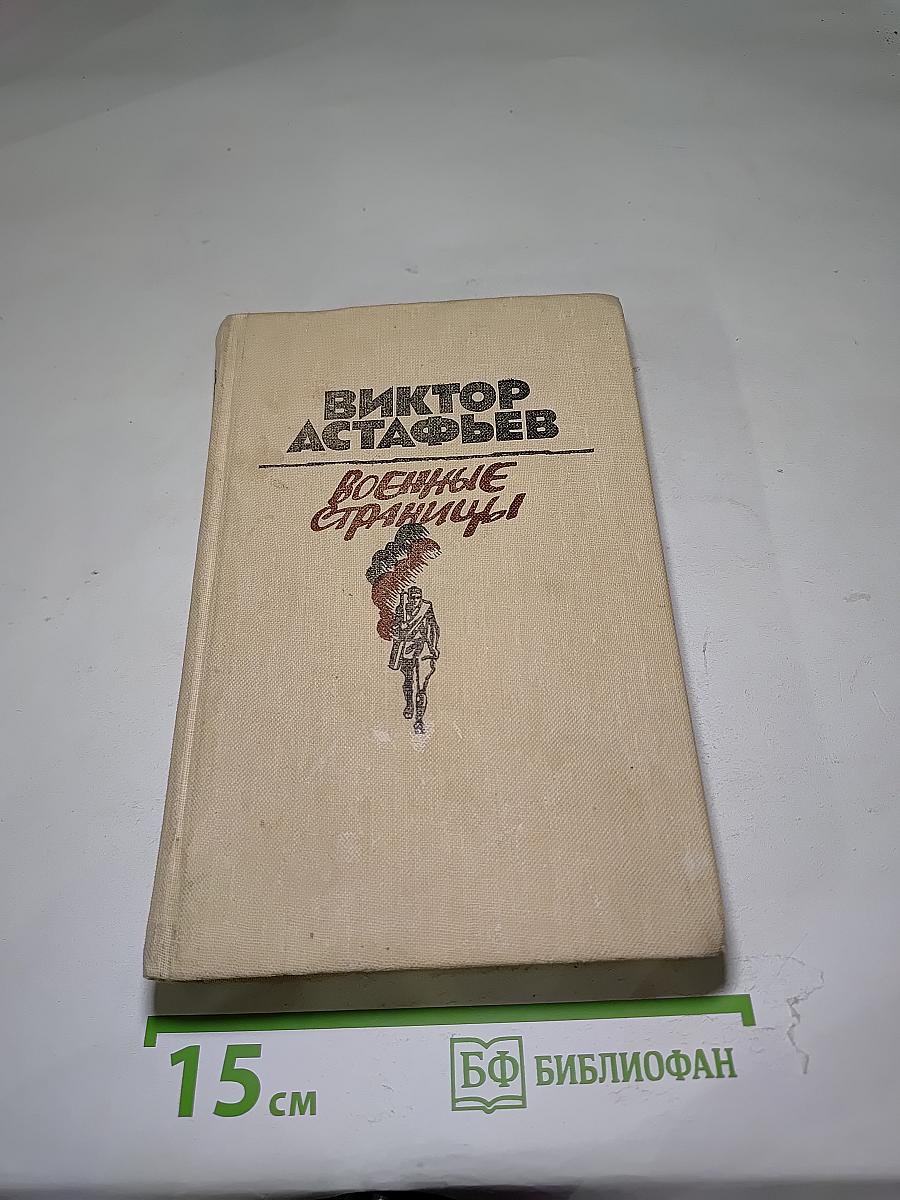 ВИКТОР
АСТАФЬЕВ
ВОЕННЫЕ
СТРАНИЦЫ
15 см
БФ БИБЛИОФАН